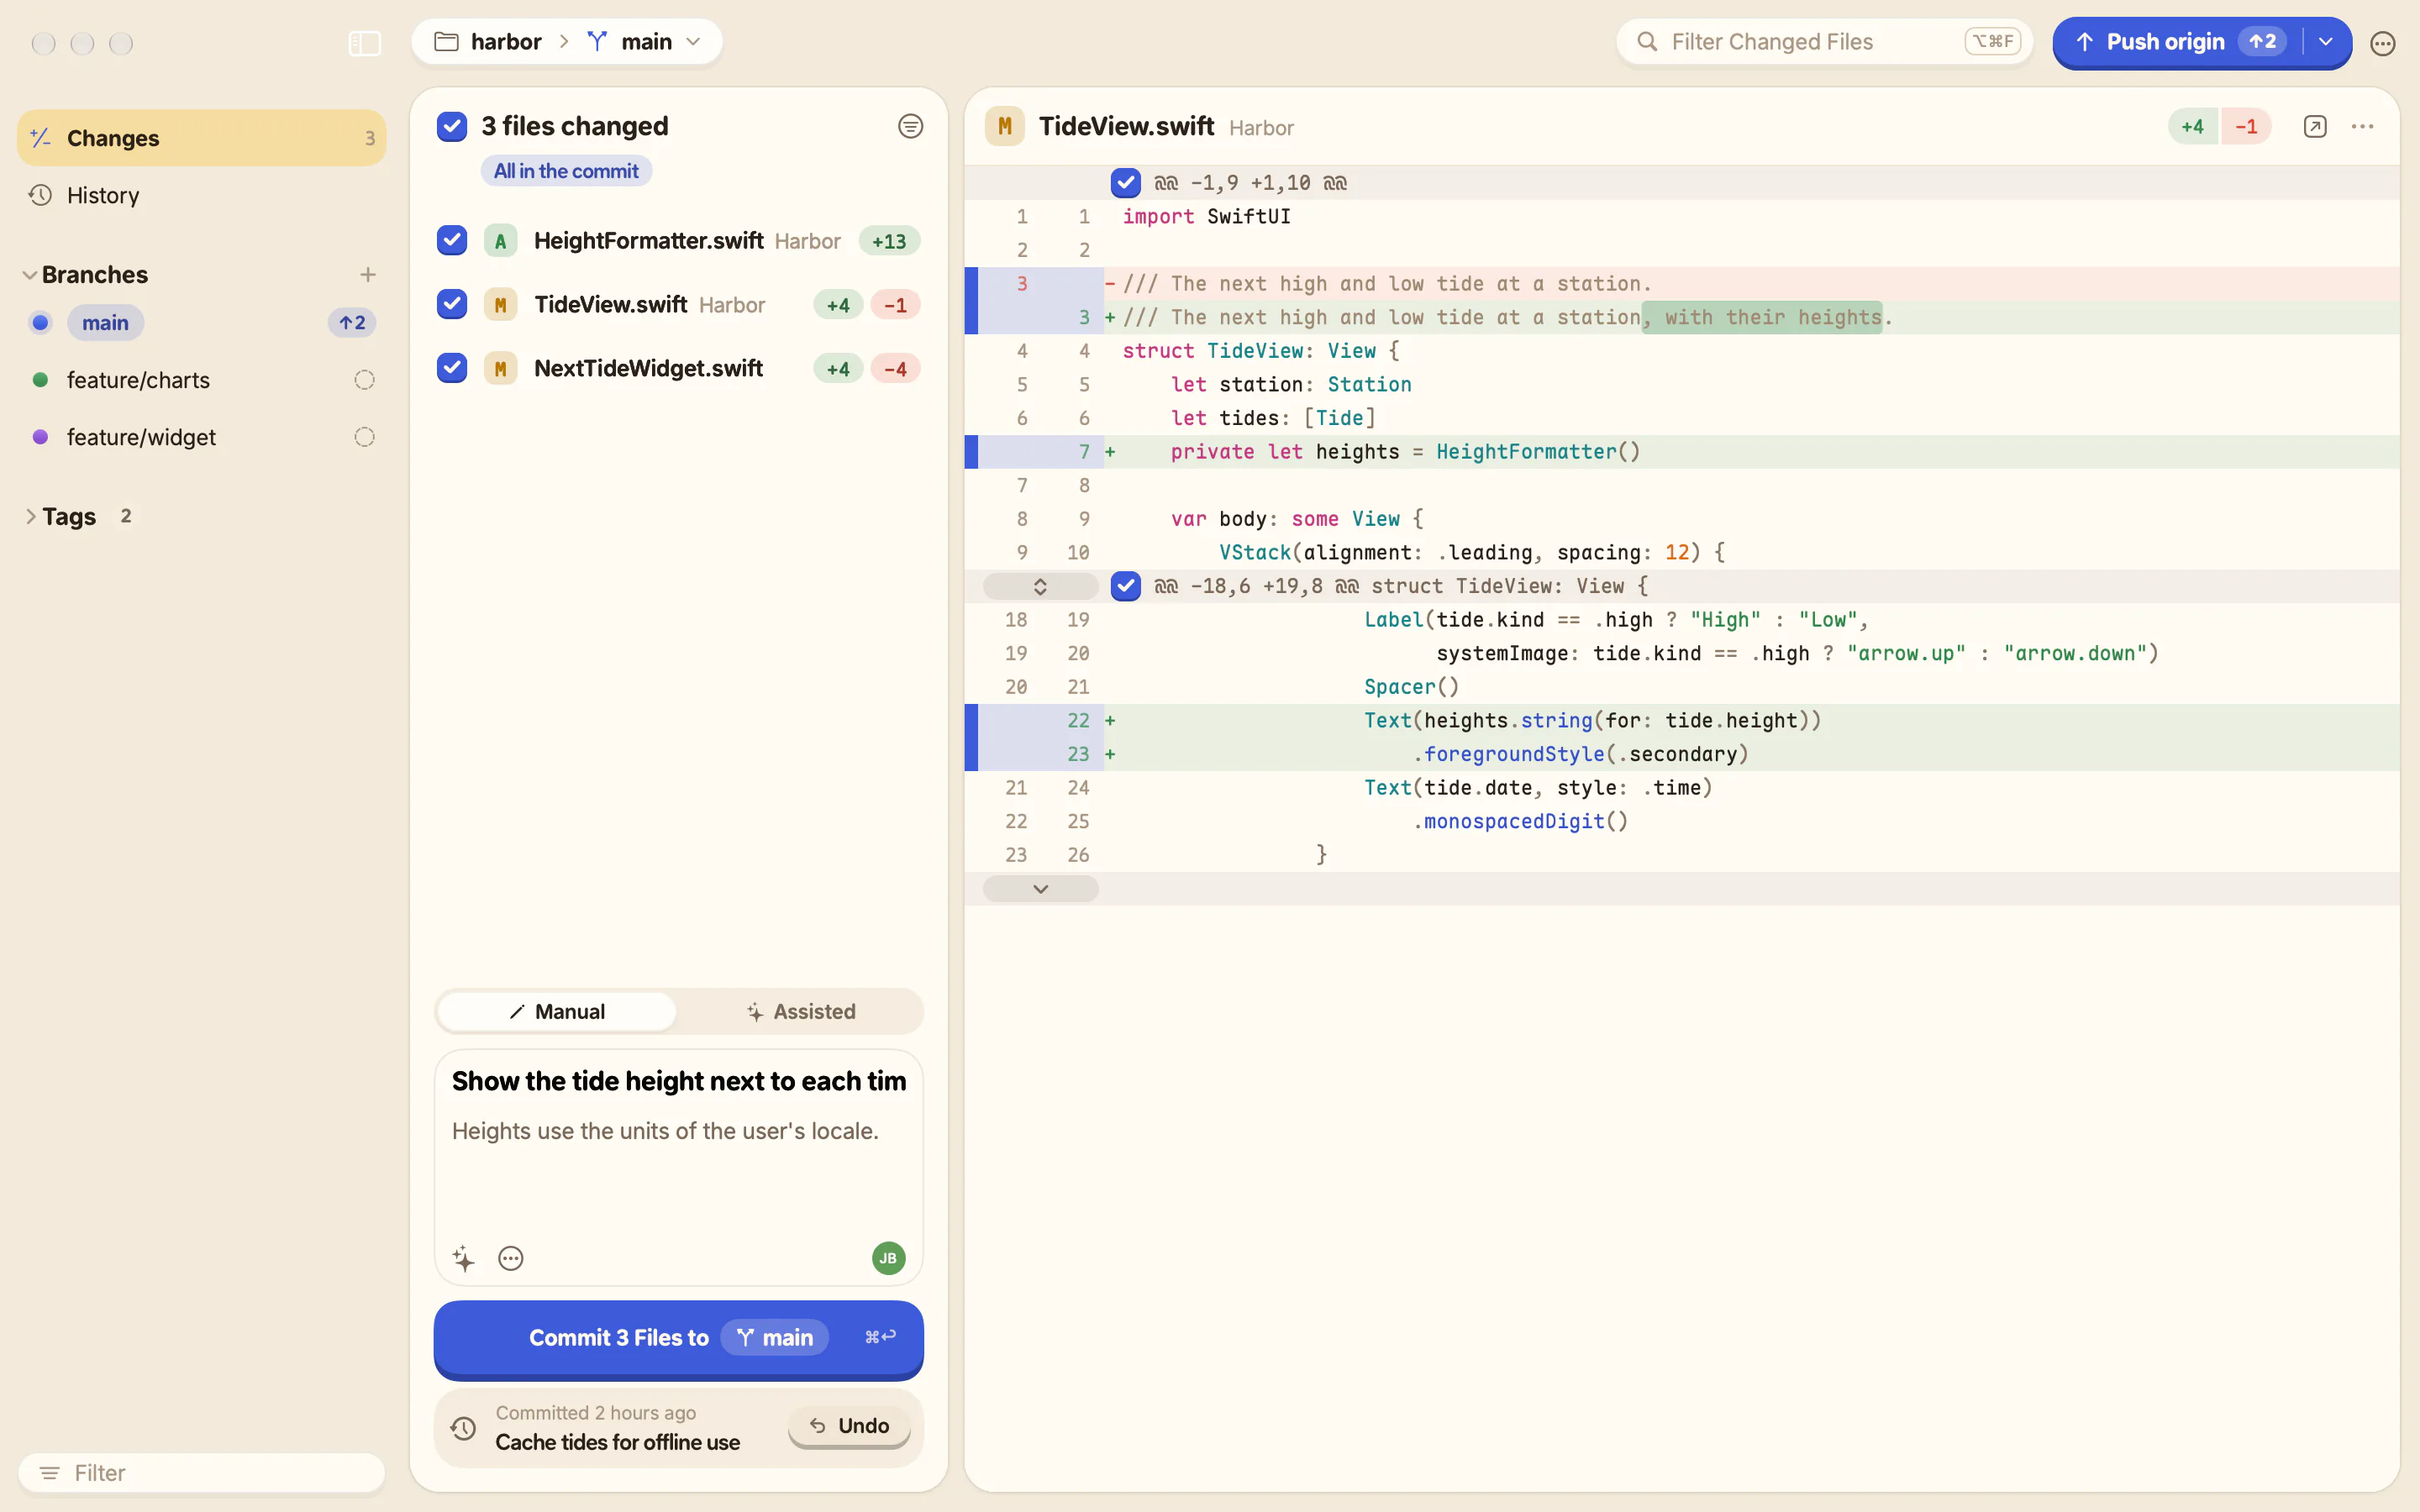 harbor main
Filter Changed Files ⌥⌘F
Push origin ↑2
Changes 3
History
Branches +
main ↑2
feature/charts
feature/widget
Tags 2
Filter
3 files changed
All in the commit
A HeightFormatter.swift Harbor +13
M TideView.swift Harbor +4 −1
M NextTideWidget.swift +4 −4
Manual Assisted
Show the tide height next to each tim
Heights use the units of the user's locale.
JB
Commit 3 Files to main ⌘↩
Committed 2 hours ago
Cache tides for offline use
Undo
M TideView.swift Harbor +4 −1
@@ -1,9 +1,10 @@
1 1 import SwiftUI
2 2
3 - /// The next high and low tide at a station.
3 + /// The next high and low tide at a station, with their heights.
4 4 struct TideView: View {
5 5 let station: Station
6 6 let tides: [Tide]
7 + private let heights = HeightFormatter()
7 8
8 9 var body: some View {
9 10 VStack(alignment: .leading, spacing: 12) {
@@ -18,6 +19,8 @@ struct TideView: View {
18 19 Label(tide.kind == .high ? "High" : "Low",
19 20 systemImage: tide.kind == .high ? "arrow.up" : "arrow.down")
20 21 Spacer()
22 + Text(heights.string(for: tide.height))
23 + .foregroundStyle(.secondary)
21 24 Text(tide.date, style: .time)
22 25 .monospacedDigit()
23 26 }